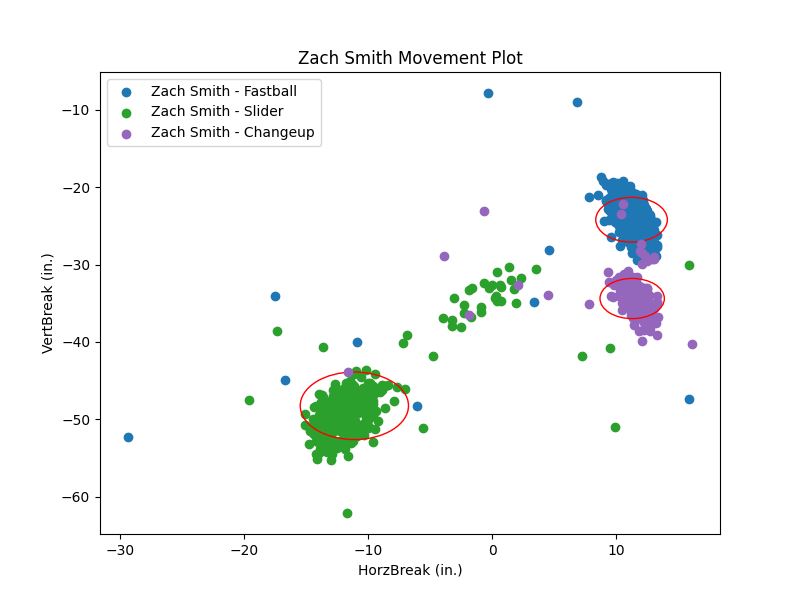 Zach Smith Movement Plot
Zach Smith - Fastball
Zach Smith - Slider
Zach Smith - Changeup
−10
−20
−30
−40
−50
−60
VertBreak (in.)
−30
−20
−10
0
10
HorzBreak (in.)